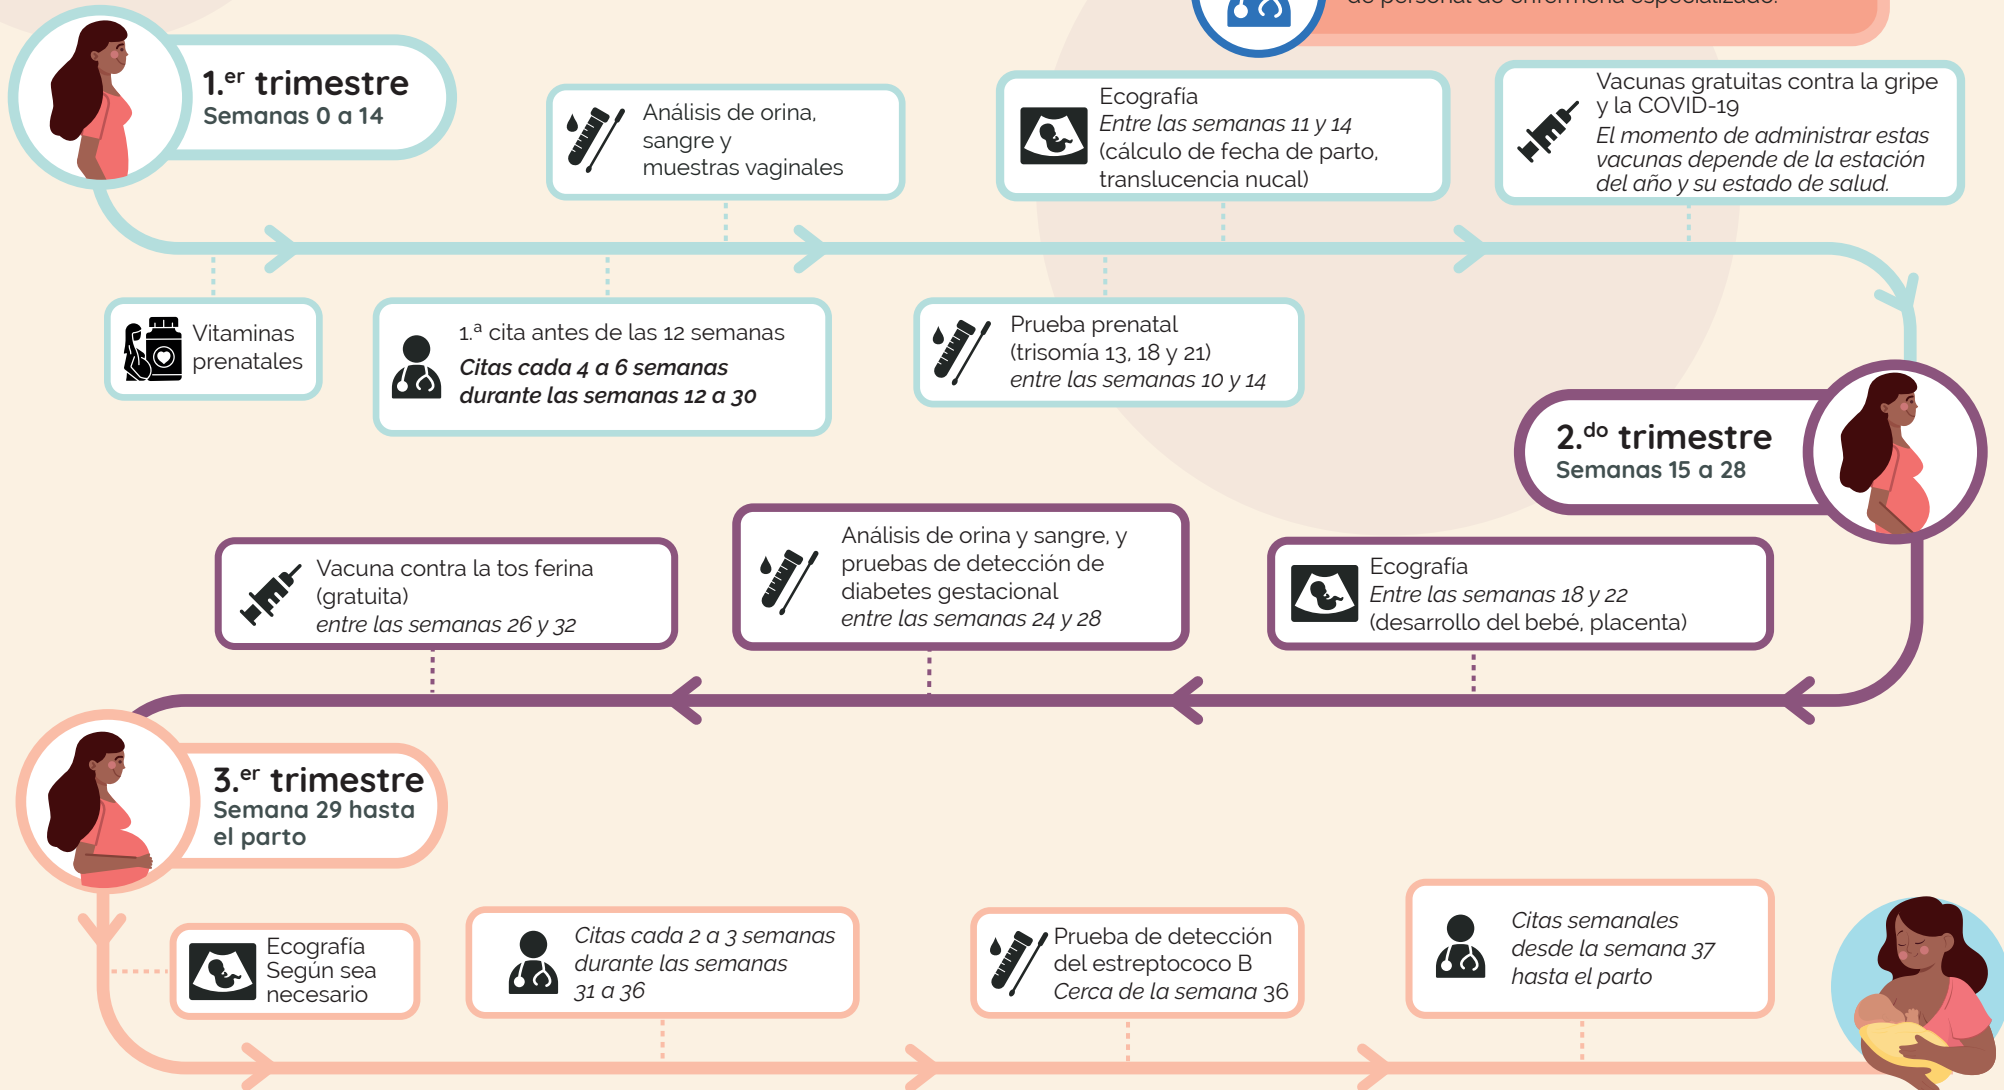 de personal de enfermería especializado.
1.er trimestre
Semanas 0 a 14
Análisis de orina,
sangre y
muestras vaginales
Ecografía
Entre las semanas 11 y 14
(cálculo de fecha de parto,
translucencia nucal)
Vacunas gratuitas contra la gripe
y la COVID-19
El momento de administrar estas
vacunas depende de la estación
del año y su estado de salud.
Vitaminas
prenatales
1.ª cita antes de las 12 semanas
Citas cada 4 a 6 semanas
durante las semanas 12 a 30
Prueba prenatal
(trisomía 13, 18 y 21)
entre las semanas 10 y 14
2.do trimestre
Semanas 15 a 28
Ecografía
Entre las semanas 18 y 22
(desarrollo del bebé, placenta)
Análisis de orina y sangre, y
pruebas de detección de
diabetes gestacional
entre las semanas 24 y 28
Vacuna contra la tos ferina
(gratuita)
entre las semanas 26 y 32
3.er trimestre
Semana 29 hasta
el parto
Ecografía
Según sea
necesario
Citas cada 2 a 3 semanas
durante las semanas
31 a 36
Prueba de detección
del estreptococo B
Cerca de la semana 36
Citas semanales
desde la semana 37
hasta el parto